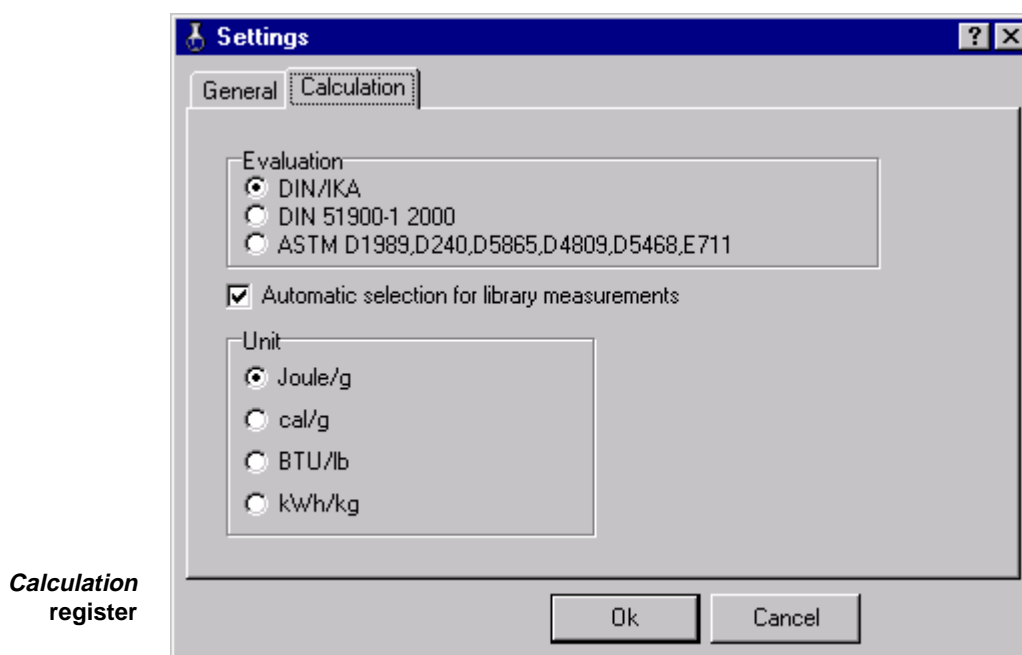 Settings
General Calculation
Evaluation
DIN/IKA
DIN 51900-1 2000
ASTM D1989,D240,D5865,D4809,D5468,E711
Automatic selection for library measurements
Unit
Joule/g
cal/g
BTU/lb
kWh/kg
Calculation
register
Ok Cancel